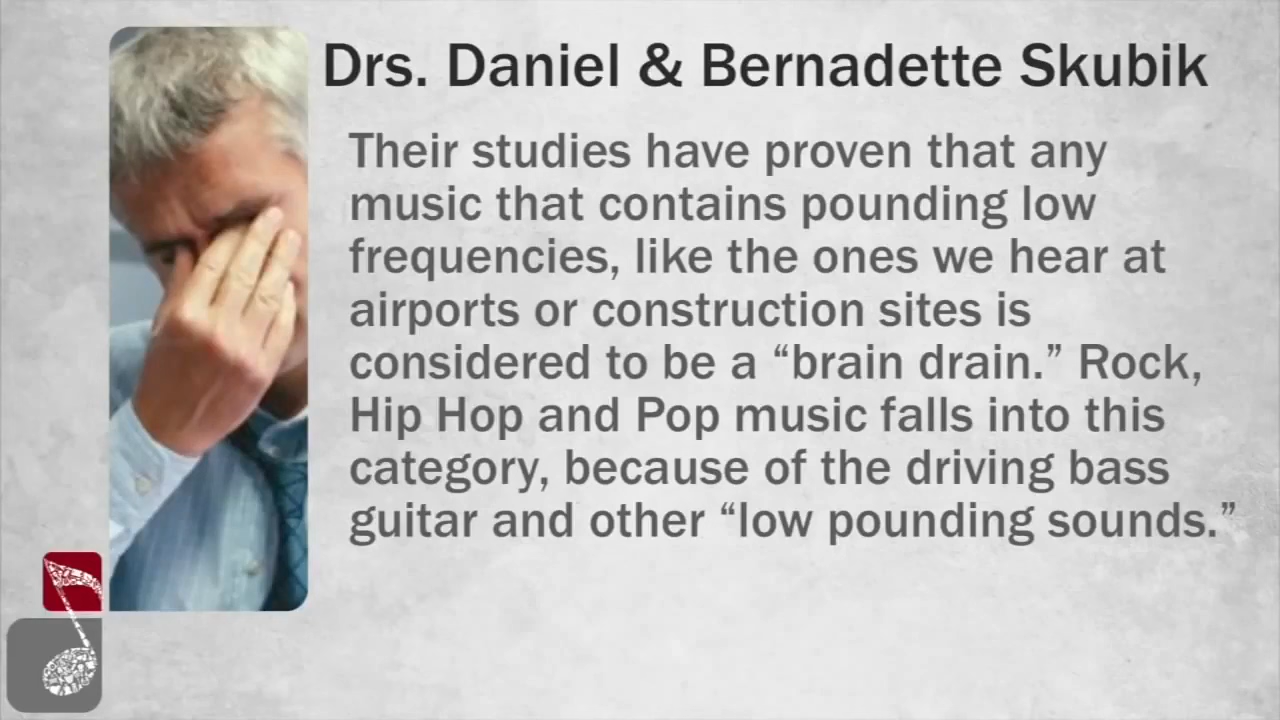 Drs. Daniel & Bernadette Skubik
Their studies have proven that any
music that contains pounding low
frequencies, like the ones we hear at
airports or construction sites is
considered to be a “brain drain.” Rock,
Hip Hop and Pop music falls into this
category, because of the driving bass
guitar and other “low pounding sounds.”